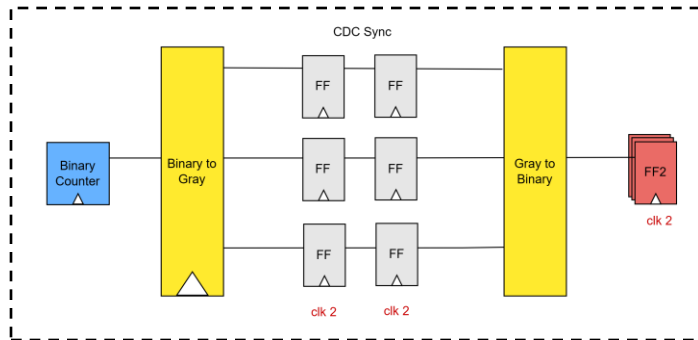 CDC Sync
FF
FF
Binary
Counter
Binary to
Gray
FF
FF
Gray to
Binary
FF2
clk 2
FF
FF
clk 2
clk 2